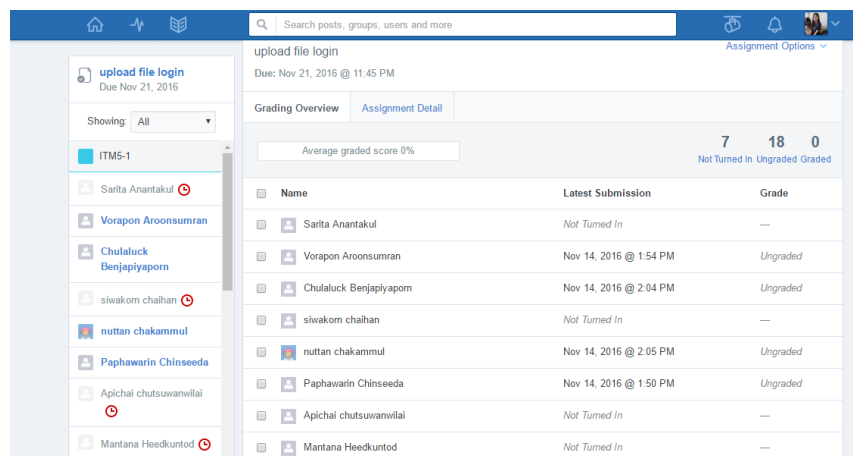 Search posts, groups, users and more
upload file login
Due Nov 21, 2016
Showing: All
ITM5-1
Sarita Anantakul
Vorapon Aroonsumran
Chulaluck
Benjapiyaporn
siwakorn chaihan
nuttan chakammul
Paphawarin Chinseeda
Apichai chutsuwanwilai
Mantana Heedkuntod
upload file login
Assignment Options
Due: Nov 21, 2016 @ 11:45 PM
Grading Overview Assignment Detail
Average graded score 0%
7 18 0
Not Turned In Ungraded Graded
Name Latest Submission Grade
Sarita Anantakul Not Turned In —
Vorapon Aroonsumran Nov 14, 2016 @ 1:54 PM Ungraded
Chulaluck Benjapiyaporn Nov 14, 2016 @ 2:04 PM Ungraded
siwakorn chaihan Not Turned In —
nuttan chakammul Nov 14, 2016 @ 2:05 PM Ungraded
Paphawarin Chinseeda Nov 14, 2016 @ 1:50 PM Ungraded
Apichai chutsuwanwilai Not Turned In —
Mantana Heedkuntod Not Turned In —